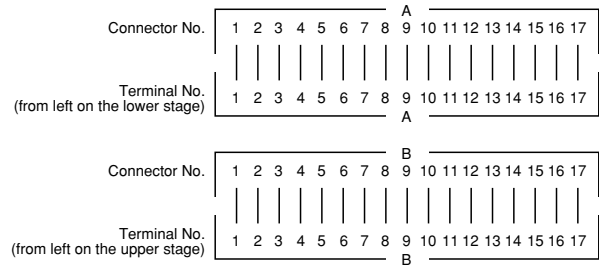 A
Connector No. 1 2 3 4 5 6 7 8 9 10 11 12 13 14 15 16 17
Terminal No. 1 2 3 4 5 6 7 8 9 10 11 12 13 14 15 16 17
(from left on the lower stage)
A
B
Connector No. 1 2 3 4 5 6 7 8 9 10 11 12 13 14 15 16 17
Terminal No. 1 2 3 4 5 6 7 8 9 10 11 12 13 14 15 16 17
(from left on the upper stage)
B